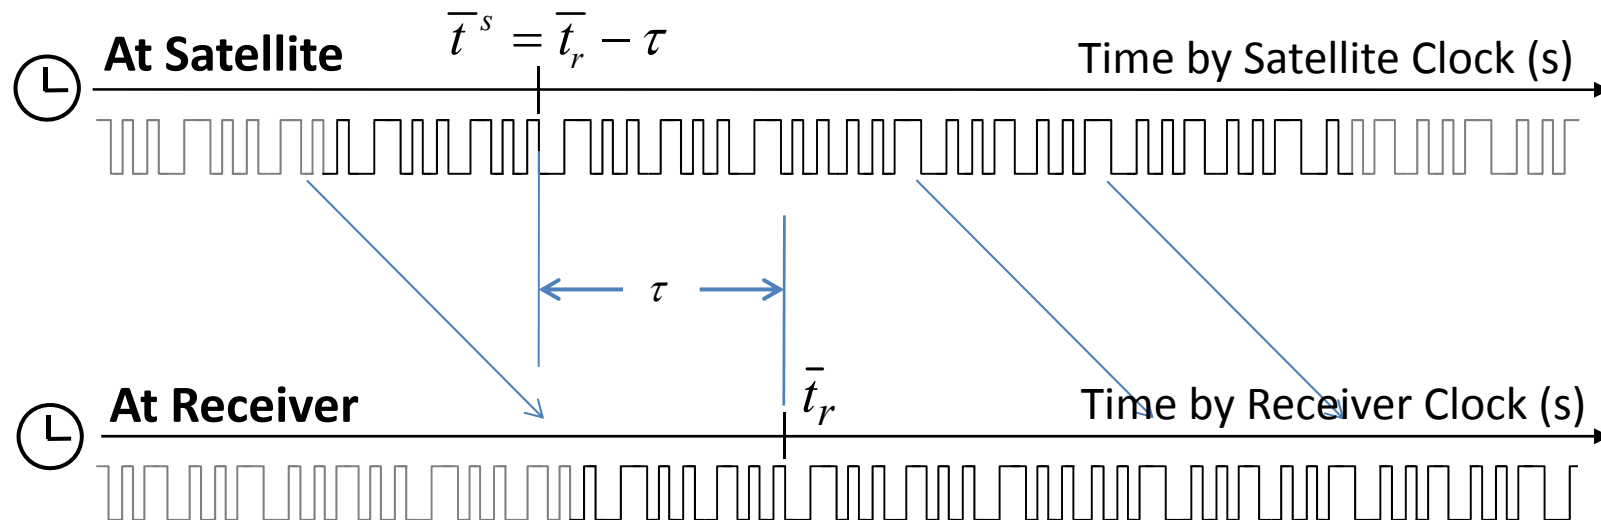 At Satellite
t̅ˢ = t̅ᵣ − τ
Time by Satellite Clock (s)
τ
At Receiver
t̅ᵣ
Time by Receiver Clock (s)